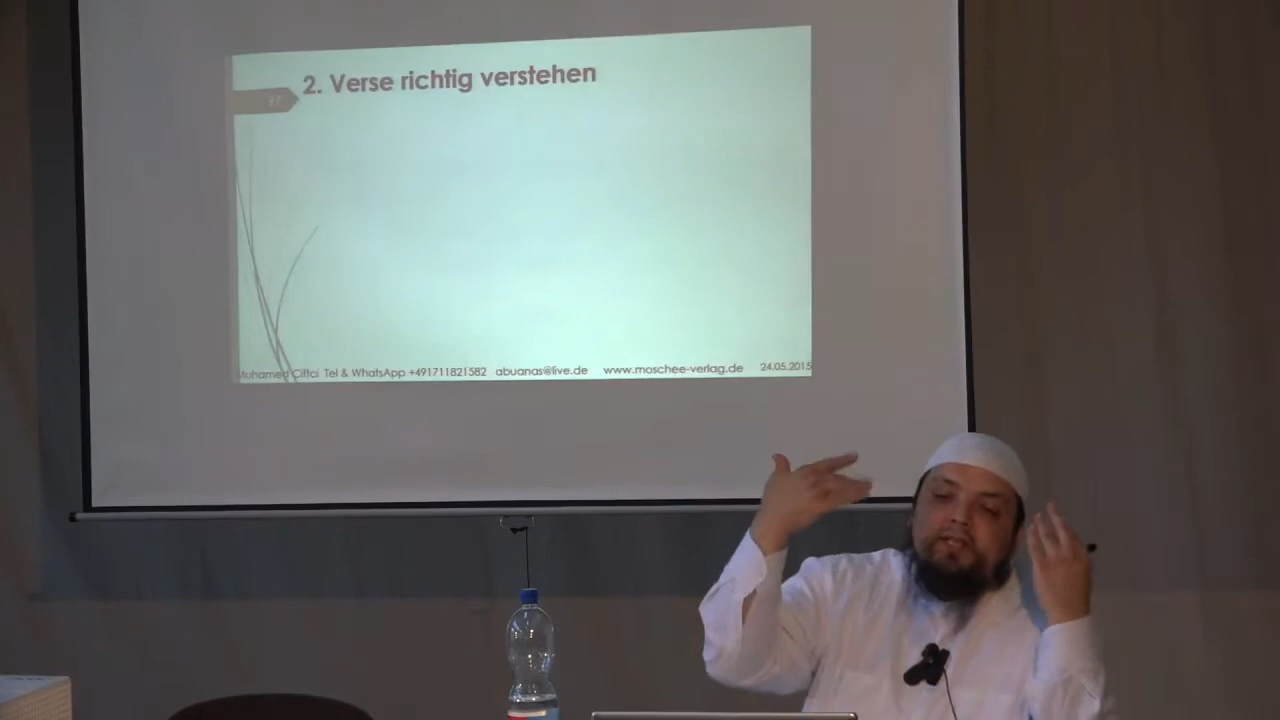 2. Verse richtig verstehen
97
Muhamed Ciftci Tel & WhatsApp +491711821582 abuanas@live.de www.moschee-verlag.de 24.05.2015